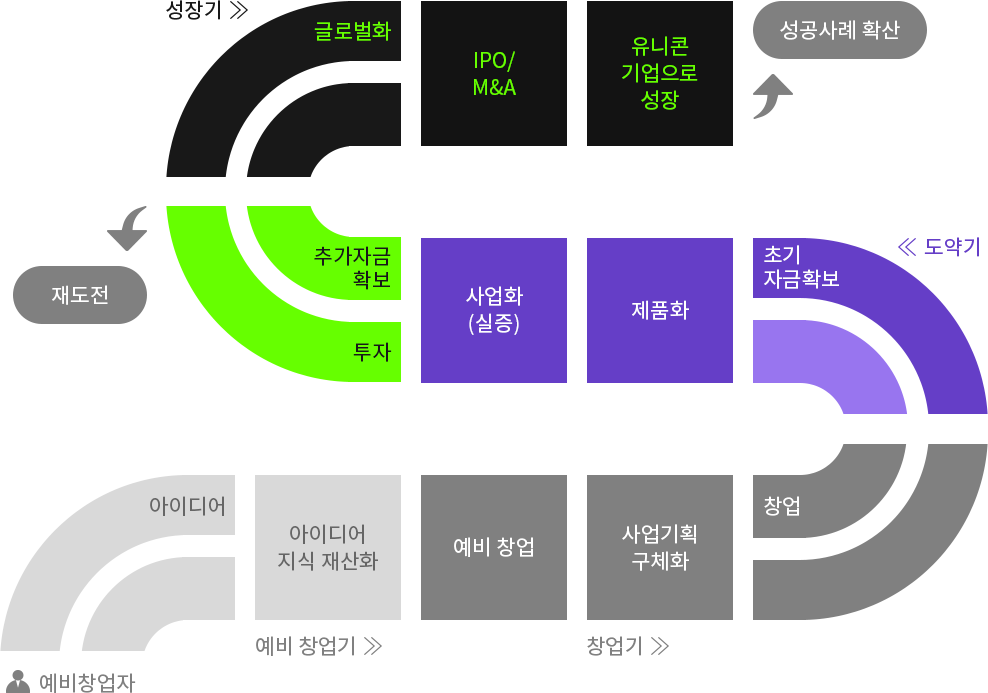 성장기
글로벌화
IPO/
M&A
유니콘
기업으로
성장
성공사례 확산
재도전
추가자금
확보
투자
사업화
(실증)
제품화
초기
자금확보
도약기
아이디어
아이디어
지식 재산화
예비 창업
사업기획
구체화
창업
예비 창업기
창업기
예비창업자